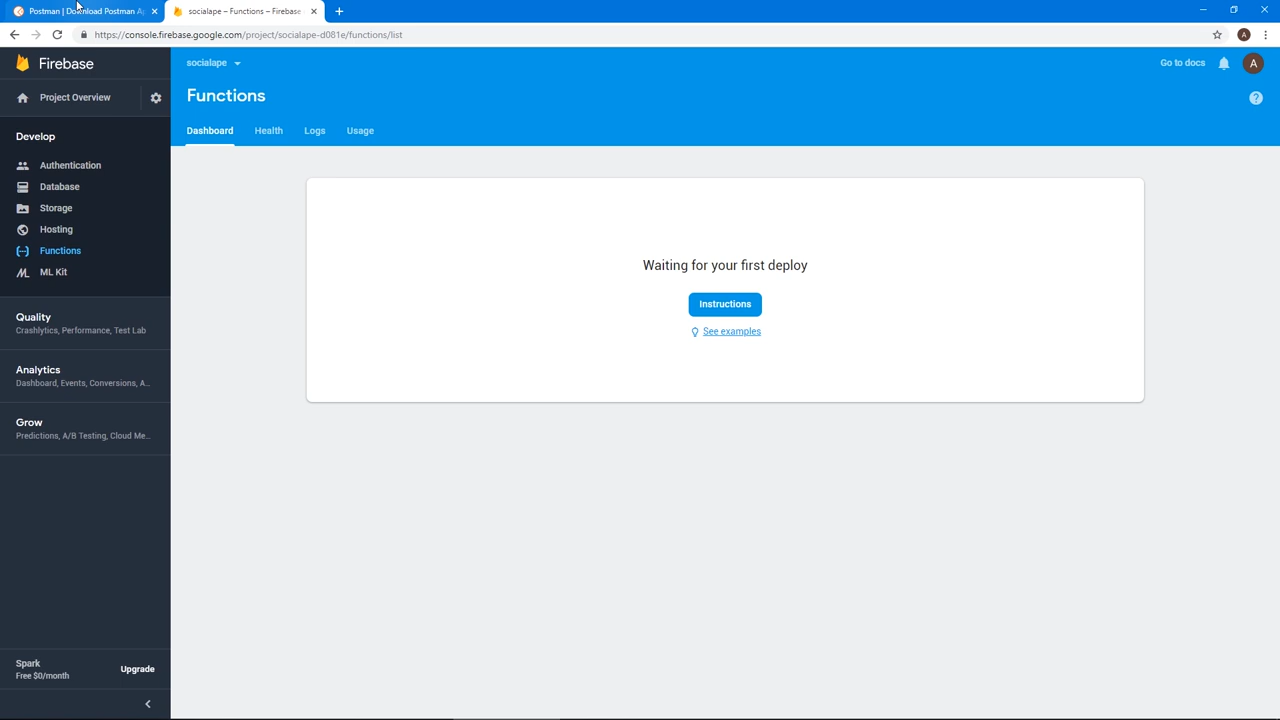 Postman | Download Postman Ap
socialape – Functions – Firebase
https://console.firebase.google.com/project/socialape-d081e/functions/list
A
Firebase
socialape
Go to docs
A
Project Overview
Functions
Develop
Dashboard
Health
Logs
Usage
Authentication
Database
Storage
Hosting
Functions
ML Kit
Waiting for your first deploy
Instructions
See examples
Quality
Crashlytics, Performance, Test Lab
Analytics
Dashboard, Events, Conversions, A...
Grow
Predictions, A/B Testing, Cloud Me...
Spark
Free $0/month
Upgrade